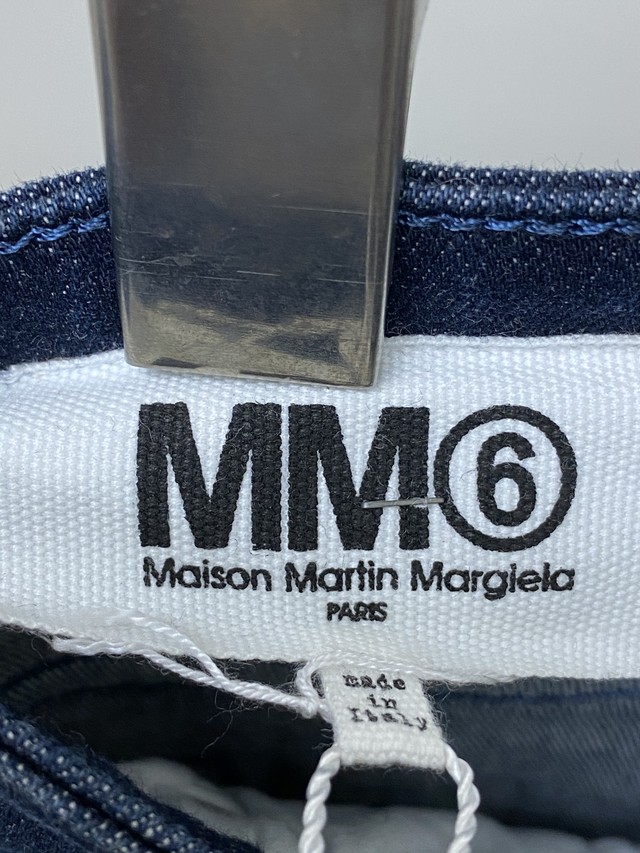 MM⑥
Maison Martin Margiela
PARIS
made
in
Italy